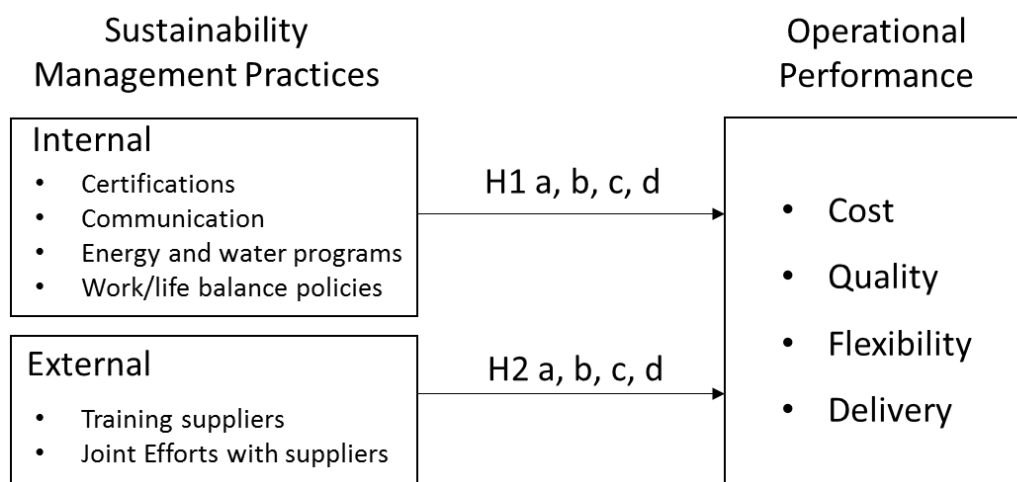 Sustainability
Management Practices
Operational
Performance
Internal
• Certifications
• Communication
• Energy and water programs
• Work/life balance policies
H1 a, b, c, d
External
• Training suppliers
• Joint Efforts with suppliers
H2 a, b, c, d
• Cost
• Quality
• Flexibility
• Delivery